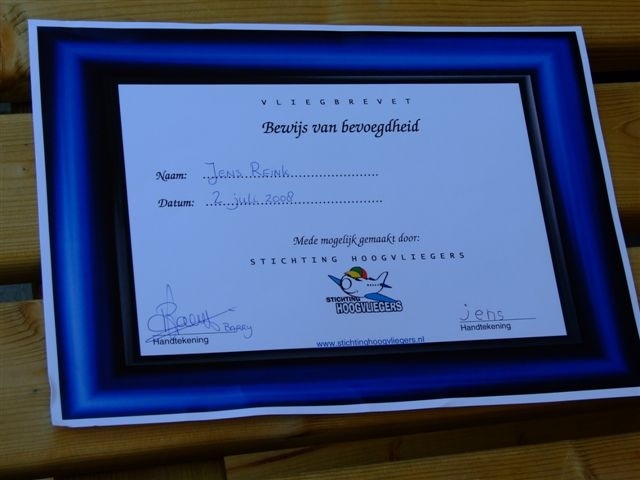 VLIEGBREVET
Bewijs van bevoegdheid
Naam: Jens Reink
Datum: 2 juli 2008
Mede mogelijk gemaakt door:
STICHTING HOOGVLIEGERS
STICHTING
HOOGVLIEGERS
Barry
Handtekening
jens
Handtekening
www.stichtinghoogvliegers.nl